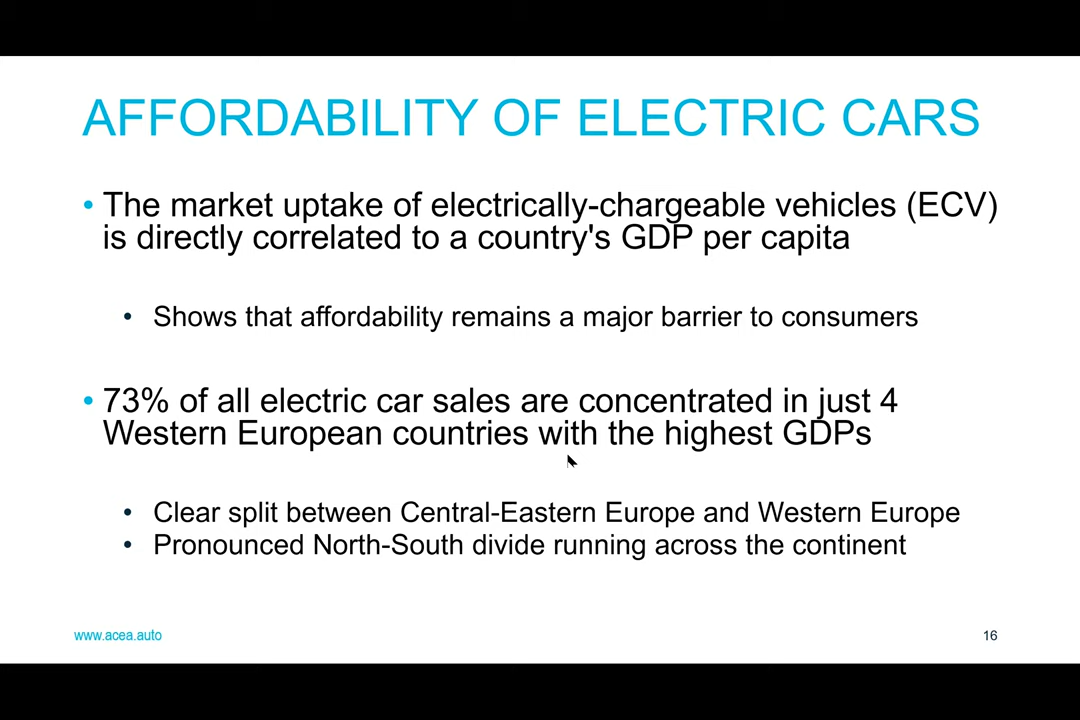 AFFORDABILITY OF ELECTRIC CARS
• The market uptake of electrically-chargeable vehicles (ECV)
is directly correlated to a country's GDP per capita
• Shows that affordability remains a major barrier to consumers
• 73% of all electric car sales are concentrated in just 4
Western European countries with the highest GDPs
• Clear split between Central-Eastern Europe and Western Europe
• Pronounced North-South divide running across the continent
www.acea.auto
16